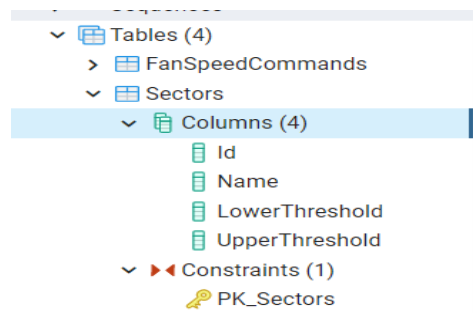 Tables (4)
FanSpeedCommands
Sectors
Columns (4)
Id
Name
LowerThreshold
UpperThreshold
Constraints (1)
PK_Sectors